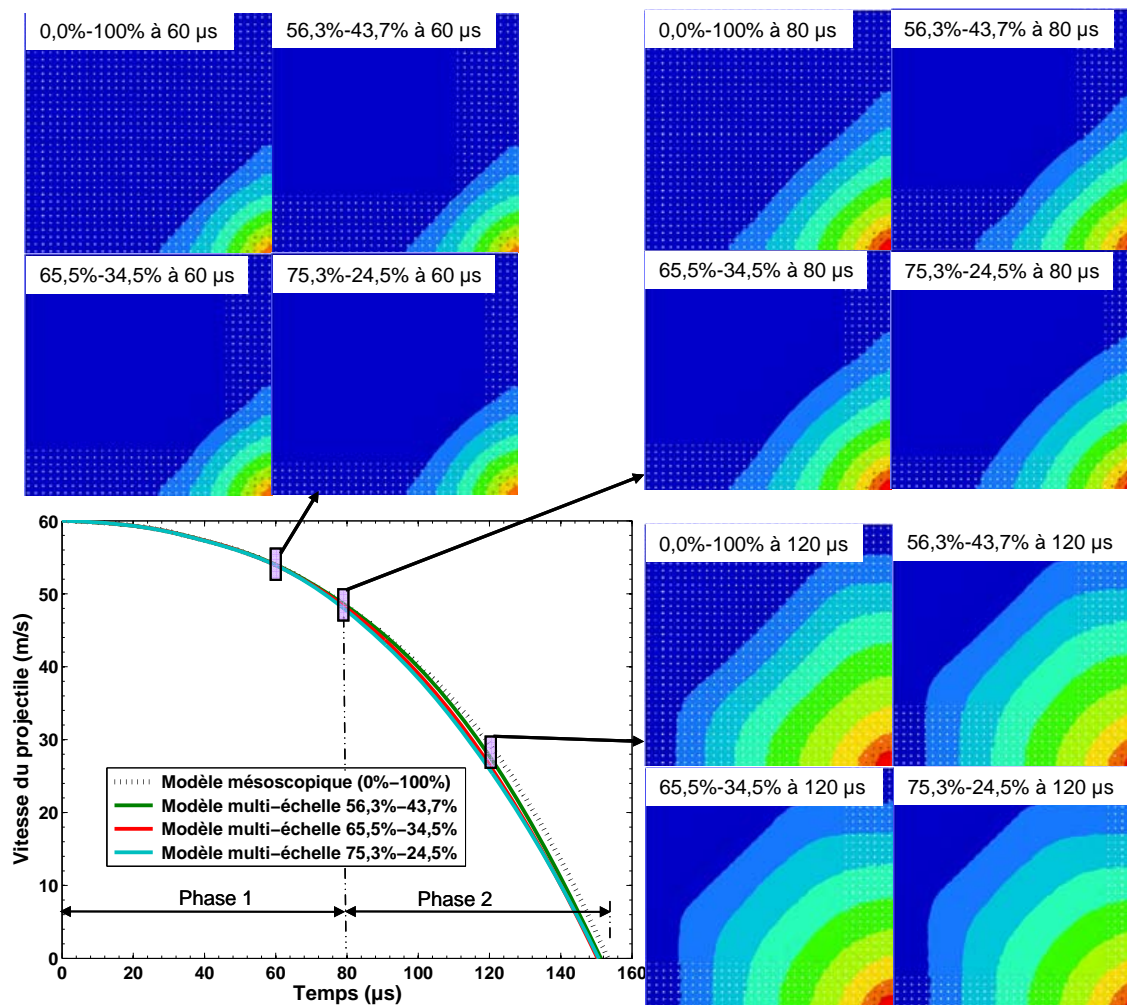 0,0%-100% à 60 µs
56,3%-43,7% à 60 µs
65,5%-34,5% à 60 µs
75,3%-24,5% à 60 µs
0,0%-100% à 80 µs
56,3%-43,7% à 80 µs
65,5%-34,5% à 80 µs
75,3%-24,5% à 80 µs
0,0%-100% à 120 µs
56,3%-43,7% à 120 µs
65,5%-34,5% à 120 µs
75,3%-24,5% à 120 µs
Vitesse du projectile (m/s)
60
50
40
30
20
10
0
Modèle mésoscopique (0%−100%)
Modèle multi−échelle 56,3%−43,7%
Modèle multi−échelle 65,5%−34,5%
Modèle multi−échelle 75,3%−24,5%
Phase 1
Phase 2
0 20 40 60 80 100 120 140 160
Temps (µs)